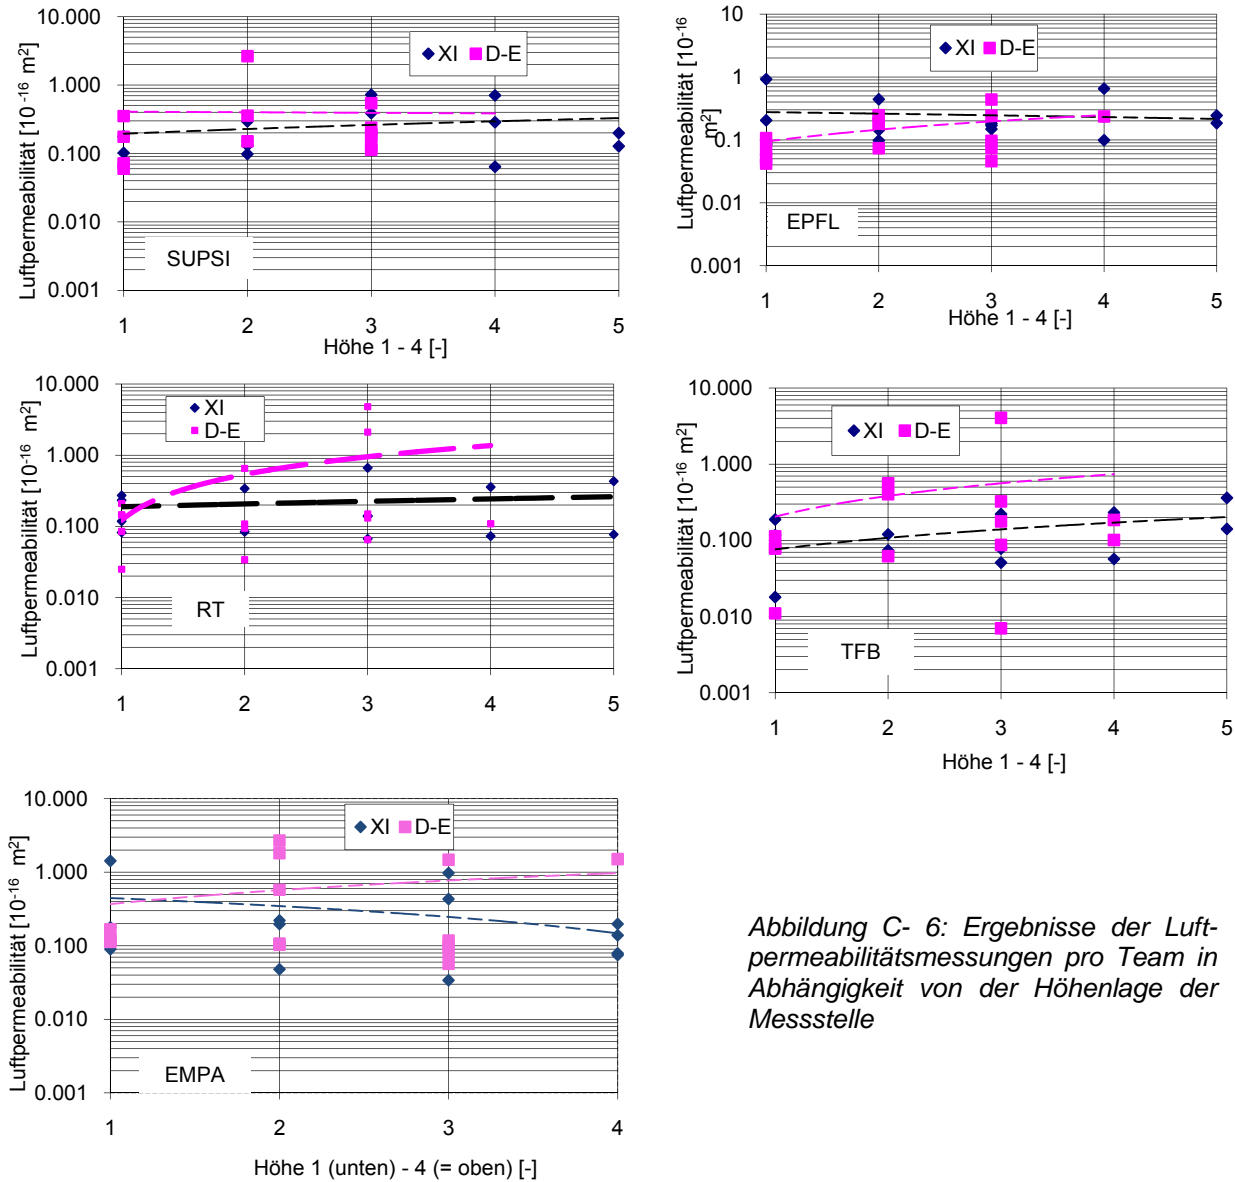 10.000
1.000
0.100
0.010
0.001
Luftpermeabilität [10-16 m2]
XI D-E
SUPSI
1 2 3 4 5
Höhe 1 - 4 [-]
10
1
0.1
0.01
0.001
Luftpermeabilität [10-16
m2]
XI D-E
EPFL
1 2 3 4 5
Höhe 1 - 4 [-]
10.000
1.000
0.100
0.010
0.001
Luftpermeabilität [10-16 m2]
XI
D-E
RT
1 2 3 4 5
10.000
1.000
0.100
0.010
0.001
Luftpermeabilität [10-16 m2]
XI D-E
TFB
1 2 3 4 5
Höhe 1 - 4 [-]
10.000
1.000
0.100
0.010
0.001
Luftpermeabilität [10-16 m2]
XI D-E
EMPA
1 2 3 4
Höhe 1 (unten) - 4 (= oben) [-]
Abbildung C- 6: Ergebnisse der Luft-
permeabilitätsmessungen pro Team in
Abhängigkeit von der Höhenlage der
Messstelle